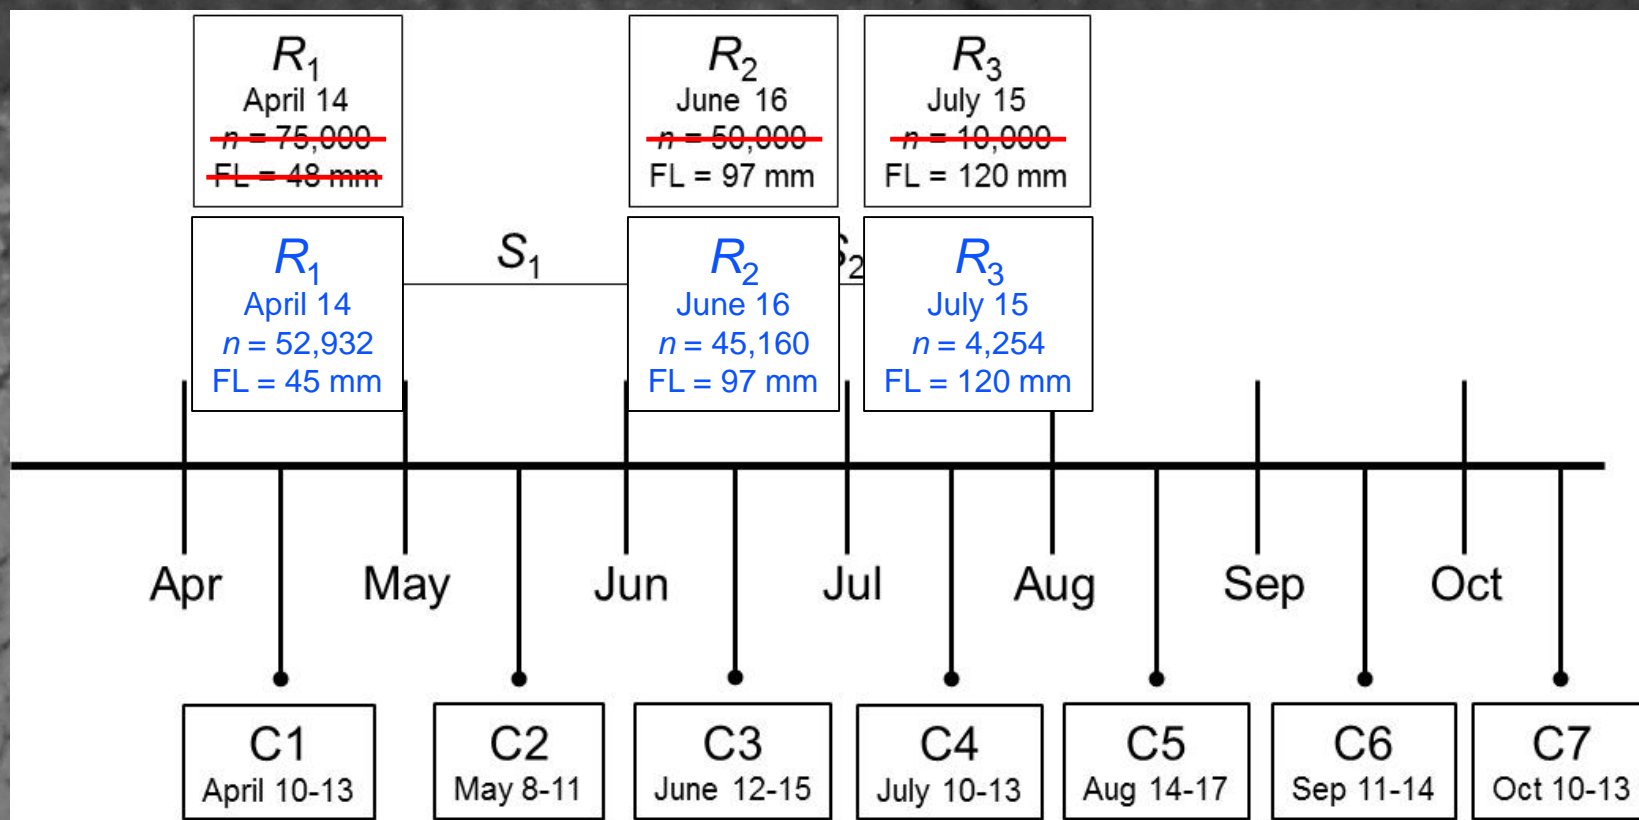 R1
April 14
n = 75,000
FL = 48 mm
R2
June 16
n = 50,000
FL = 97 mm
R3
July 15
n = 10,000
FL = 120 mm
S1
S2
R1
April 14
n = 52,932
FL = 45 mm
R2
June 16
n = 45,160
FL = 97 mm
R3
July 15
n = 4,254
FL = 120 mm
Apr
May
Jun
Jul
Aug
Sep
Oct
C1
April 10-13
C2
May 8-11
C3
June 12-15
C4
July 10-13
C5
Aug 14-17
C6
Sep 11-14
C7
Oct 10-13